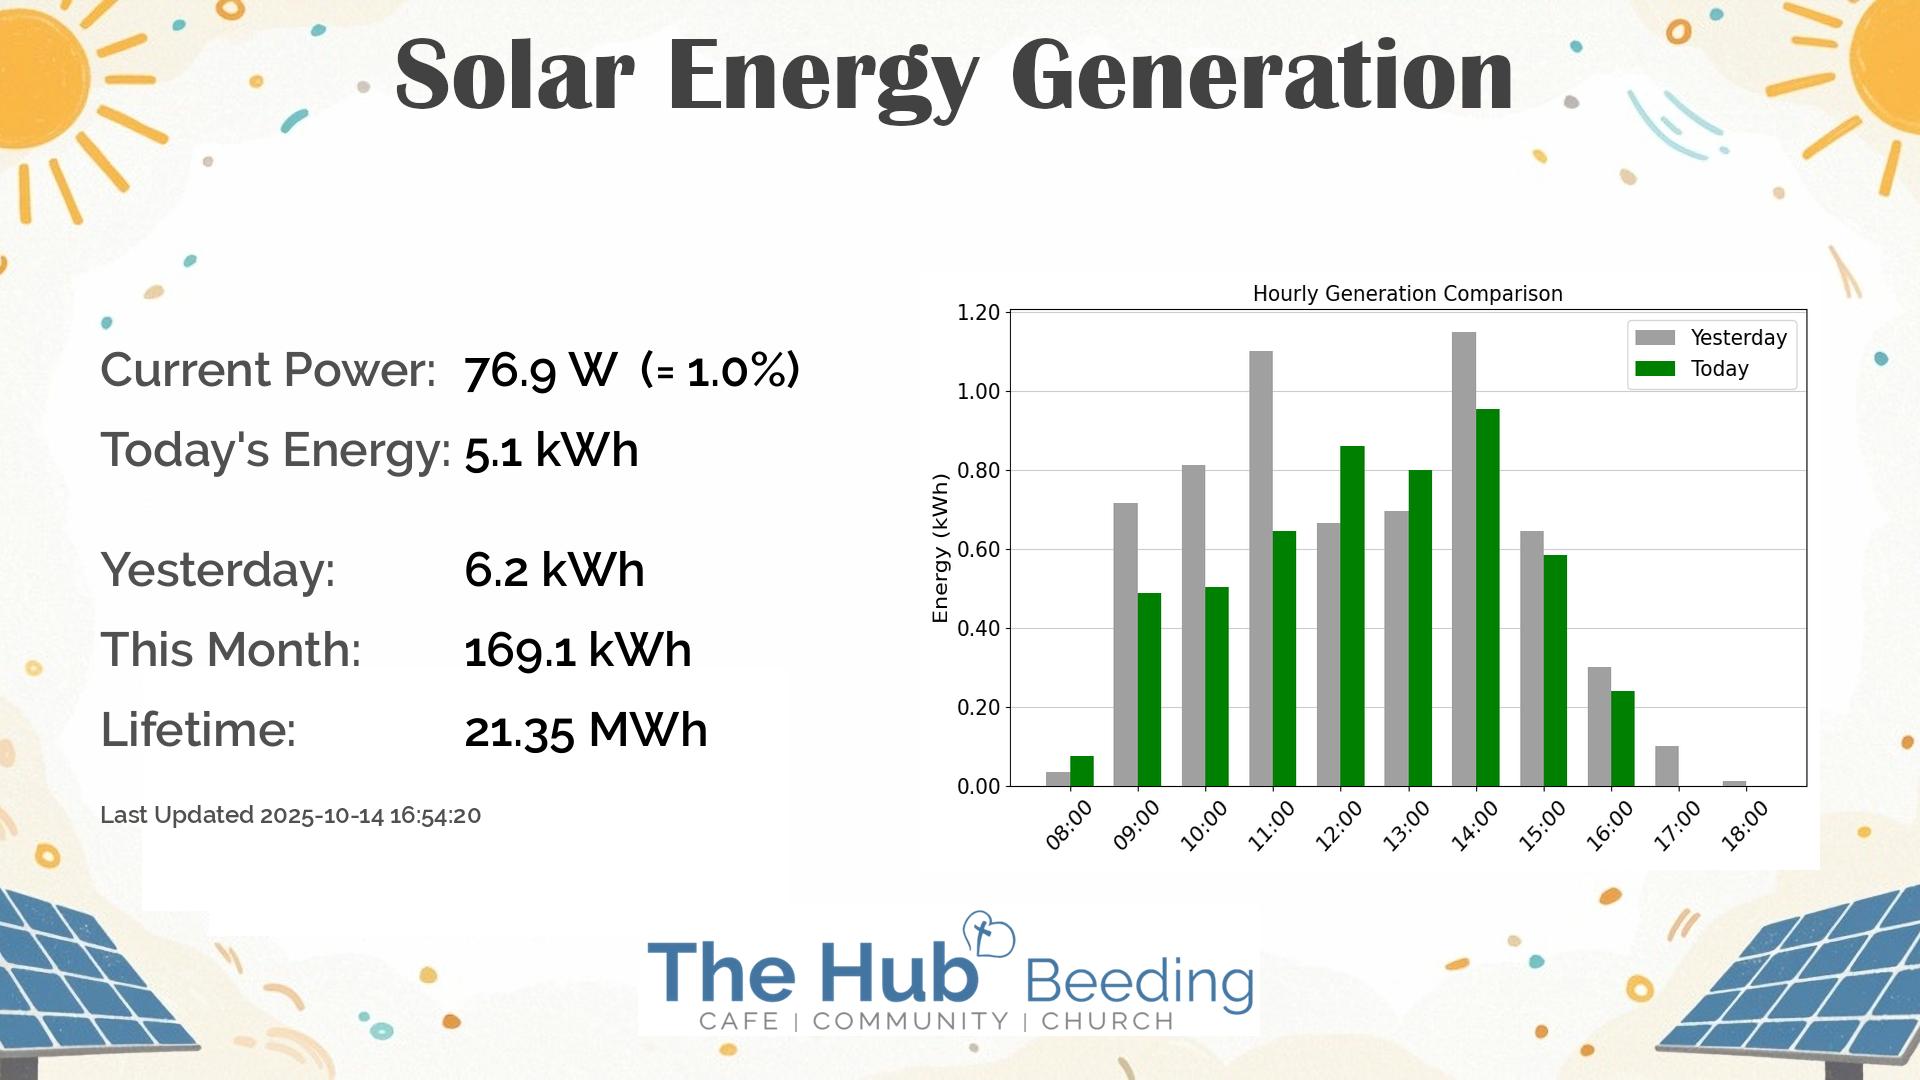 Solar Energy Generation
Current Power: 76.9 W (= 1.0%)
Today's Energy: 5.1 kWh
Yesterday: 6.2 kWh
This Month: 169.1 kWh
Lifetime: 21.35 MWh
Last Updated 2025-10-14 16:54:20
Hourly Generation Comparison
Energy (kWh)
1.20
1.00
0.80
0.60
0.40
0.20
0.00
Yesterday
Today
08:00 09:00 10:00 11:00 12:00 13:00 14:00 15:00 16:00 17:00 18:00
The Hub Beeding
CAFE | COMMUNITY | CHURCH